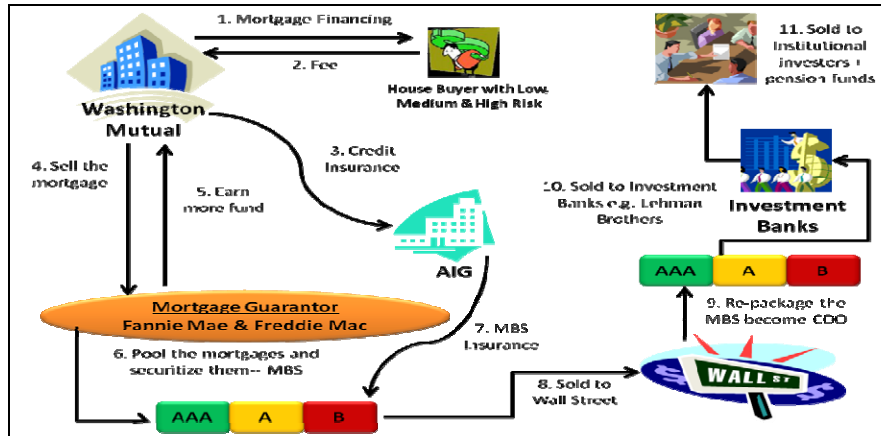 1. Mortgage Financing
2. Fee
House Buyer with Low,
Medium & High Risk
Washington
Mutual
3. Credit
Insurance
4. Sell the
mortgage
5. Earn
more fund
AIG
Mortgage Guarantor
Fannie Mae & Freddie Mac
6. Pool the mortgages and
securitize them-- MBS
7. MBS
Insurance
AAA
A
B
8. Sold to
Wall Street
WALL ST
9. Re-package the
MBS become CDO
AAA
A
B
10. Sold to Investment
Banks e.g. Lehman
Brothers
Investment
Banks
11. Sold to
Institutional
investors +
pension funds